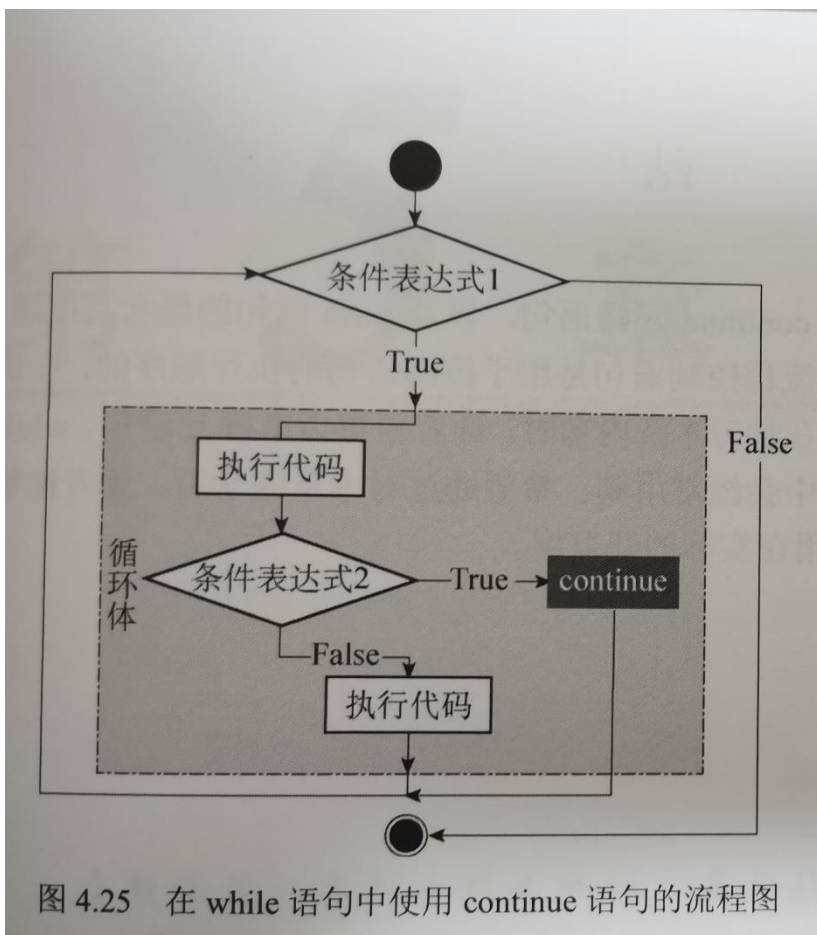 条件表达式1
True
False
执行代码
循环体
条件表达式2
True
continue
False
执行代码
图 4.25 在 while 语句中使用 continue 语句的流程图